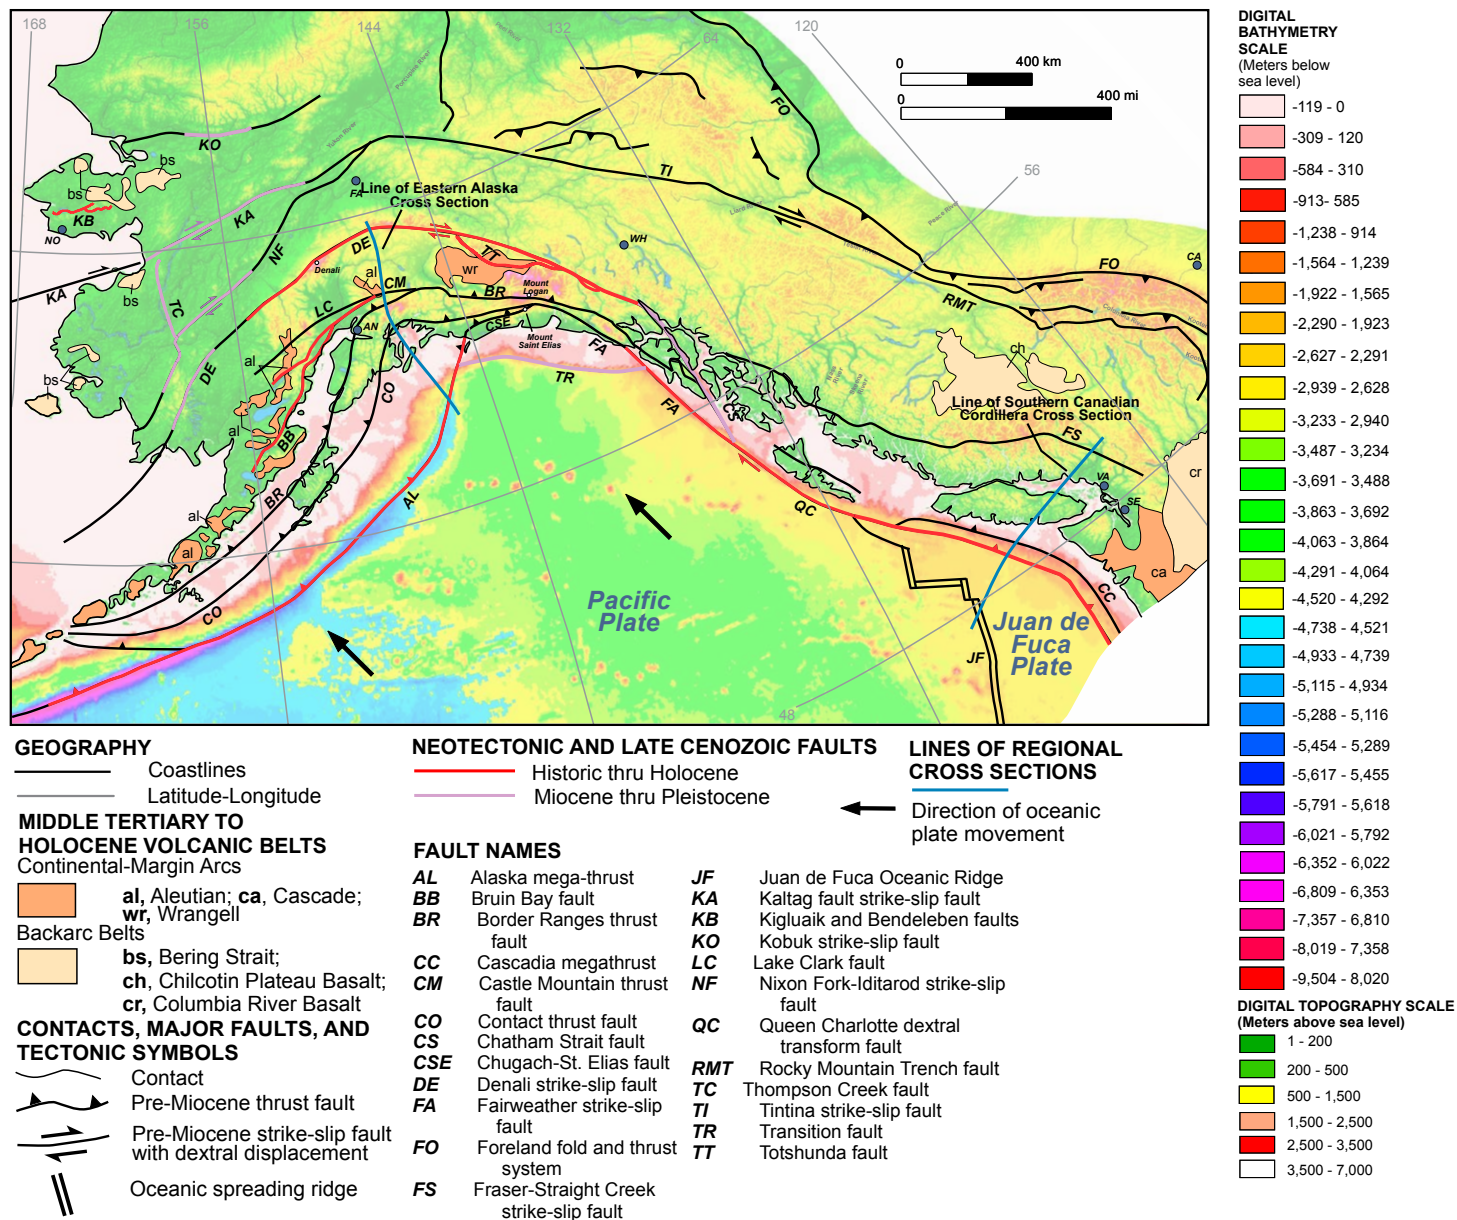 168
156
144
132
64
120
56
48
0 400 km
0 400 mi
Porcupine River
Peel River
Yukon River
Liard River
Peace River
KO
bs
bs
KB
NO
KA
KA
bs
bs
TC
NF
DE
FA
Line of Eastern Alaska
Cross Section
DE
Denali
al
CM
LC
AN
TT
wr
BR
Mount
Logan
CSE
Mount
Saint Elias
FA
TR
WH
TI
FO
FO
CA
RMT
ch
Line of Southern Canadian
Cordillera Cross Section
FS
cr
VA
SE
ca
CC
CS
FA
QC
JF
al
al
BB
BR
al
al
CO
CO
AL
Pacific
Plate
Juan de
Fuca
Plate
GEOGRAPHY
Coastlines
Latitude-Longitude
MIDDLE TERTIARY TO
HOLOCENE VOLCANIC BELTS
Continental-Margin Arcs
al, Aleutian; ca, Cascade;
wr, Wrangell
Backarc Belts
bs, Bering Strait;
ch, Chilcotin Plateau Basalt;
cr, Columbia River Basalt
CONTACTS, MAJOR FAULTS, AND
TECTONIC SYMBOLS
Contact
Pre-Miocene thrust fault
Pre-Miocene strike-slip fault
with dextral displacement
Oceanic spreading ridge
NEOTECTONIC AND LATE CENOZOIC FAULTS
Historic thru Holocene
Miocene thru Pleistocene
LINES OF REGIONAL
CROSS SECTIONS
Direction of oceanic
plate movement
FAULT NAMES
AL Alaska mega-thrust
BB Bruin Bay fault
BR Border Ranges thrust
fault
CC Cascadia megathrust
CM Castle Mountain thrust
fault
CO Contact thrust fault
CS Chatham Strait fault
CSE Chugach-St. Elias fault
DE Denali strike-slip fault
FA Fairweather strike-slip
fault
FO Foreland fold and thrust
system
FS Fraser-Straight Creek
strike-slip fault
JF Juan de Fuca Oceanic Ridge
KA Kaltag fault strike-slip fault
KB Kigluaik and Bendeleben faults
KO Kobuk strike-slip fault
LC Lake Clark fault
NF Nixon Fork-Iditarod strike-slip
fault
QC Queen Charlotte dextral
transform fault
RMT Rocky Mountain Trench fault
TC Thompson Creek fault
TI Tintina strike-slip fault
TR Transition fault
TT Totshunda fault
DIGITAL
BATHYMETRY
SCALE
(Meters below
sea level)
-119 - 0
-309 - 120
-584 - 310
-913- 585
-1,238 - 914
-1,564 - 1,239
-1,922 - 1,565
-2,290 - 1,923
-2,627 - 2,291
-2,939 - 2,628
-3,233 - 2,940
-3,487 - 3,234
-3,691 - 3,488
-3,863 - 3,692
-4,063 - 3,864
-4,291 - 4,064
-4,520 - 4,292
-4,738 - 4,521
-4,933 - 4,739
-5,115 - 4,934
-5,288 - 5,116
-5,454 - 5,289
-5,617 - 5,455
-5,791 - 5,618
-6,021 - 5,792
-6,352 - 6,022
-6,809 - 6,353
-7,357 - 6,810
-8,019 - 7,358
-9,504 - 8,020
DIGITAL TOPOGRAPHY SCALE
(Meters above sea level)
1 - 200
200 - 500
500 - 1,500
1,500 - 2,500
2,500 - 3,500
3,500 - 7,000